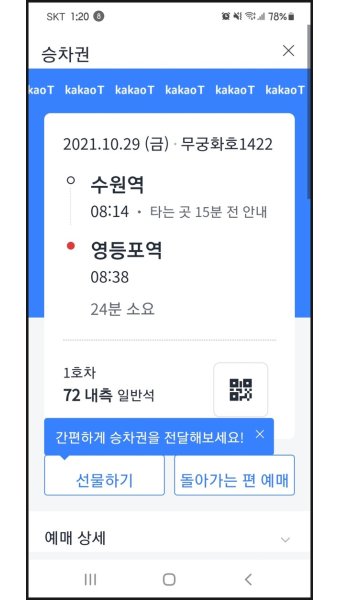 SKT 1:20 6 78%
승차권
kaoT kakaoT kakaoT kakaoT kakaoT kakaoT
2021.10.29 (금) · 무궁화호1422
수원역
08:14 • 타는 곳 15분 전 안내
영등포역
08:38
24분 소요
1호차
72 내측 일반석
간편하게 승차권을 전달해보세요!
선물하기 돌아가는 편 예매
예매 상세